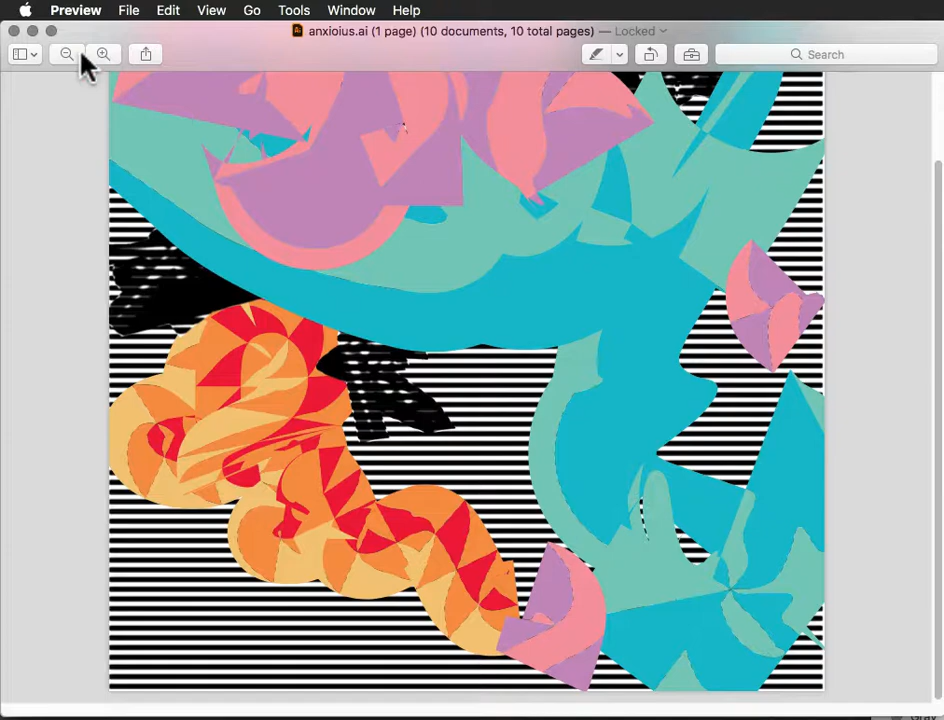 Preview File Edit View Go Tools Window Help
anxioius.ai (1 page) (10 documents, 10 total pages) — Locked
Search